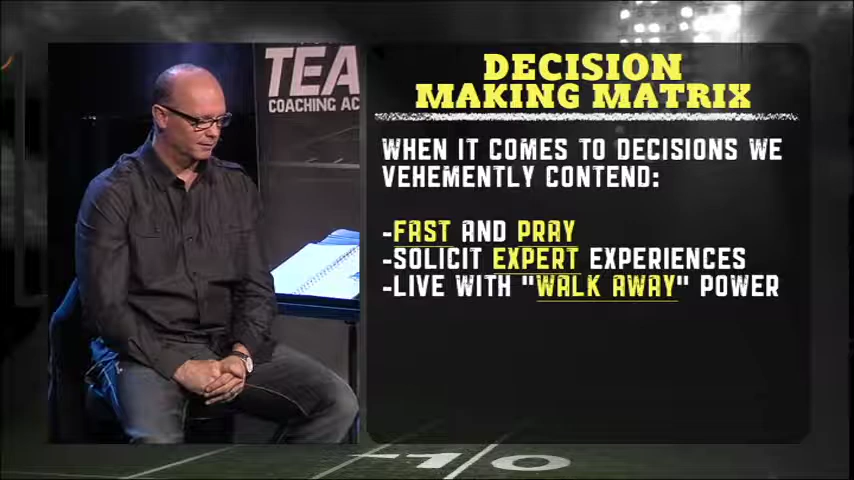 TEA
COACHING AC
DECISION
MAKING MATRIX
WHEN IT COMES TO DECISIONS WE
VEHEMENTLY CONTEND:
-FAST AND PRAY
-SOLICIT EXPERT EXPERIENCES
-LIVE WITH "WALK AWAY" POWER
-10